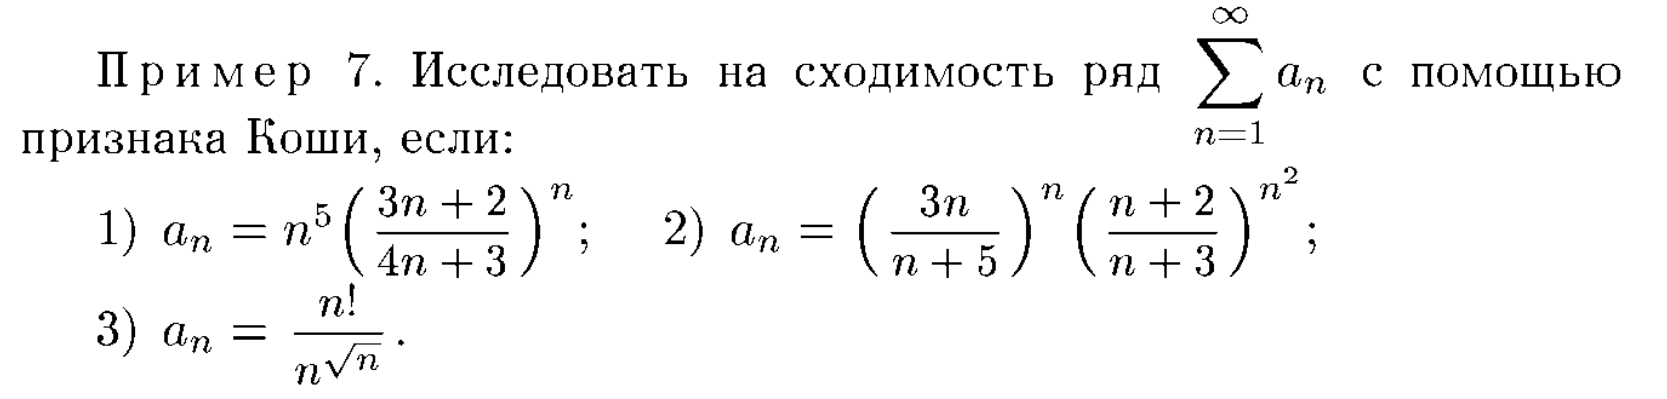 Пример 7. Исследовать на сходимость ряд $\sum_{n=1}^{\infty} a_n$ с помощью
признака Коши, если:
1) $a_n = n^5 \left( \frac{3n+2}{4n+3} \right)^n$; 2) $a_n = \left( \frac{3n}{n+5} \right)^n \left( \frac{n+2}{n+3} \right)^{n^2}$;
3) $a_n = \frac{n!}{n^{\sqrt{n}}}$.